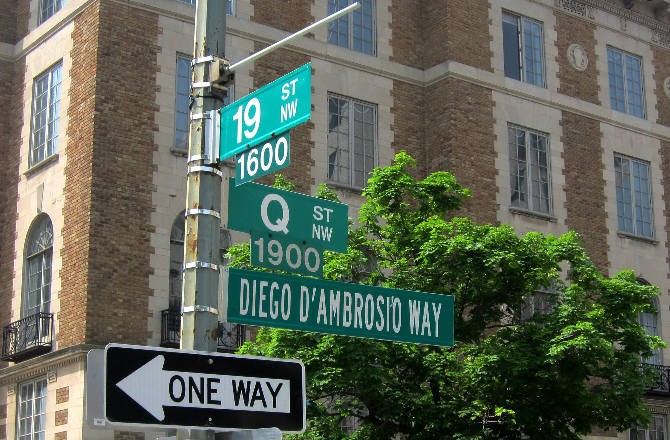 19 ST NW
1600
Q ST NW
1900
DIEGO D'AMBROSIO WAY
ONE WAY